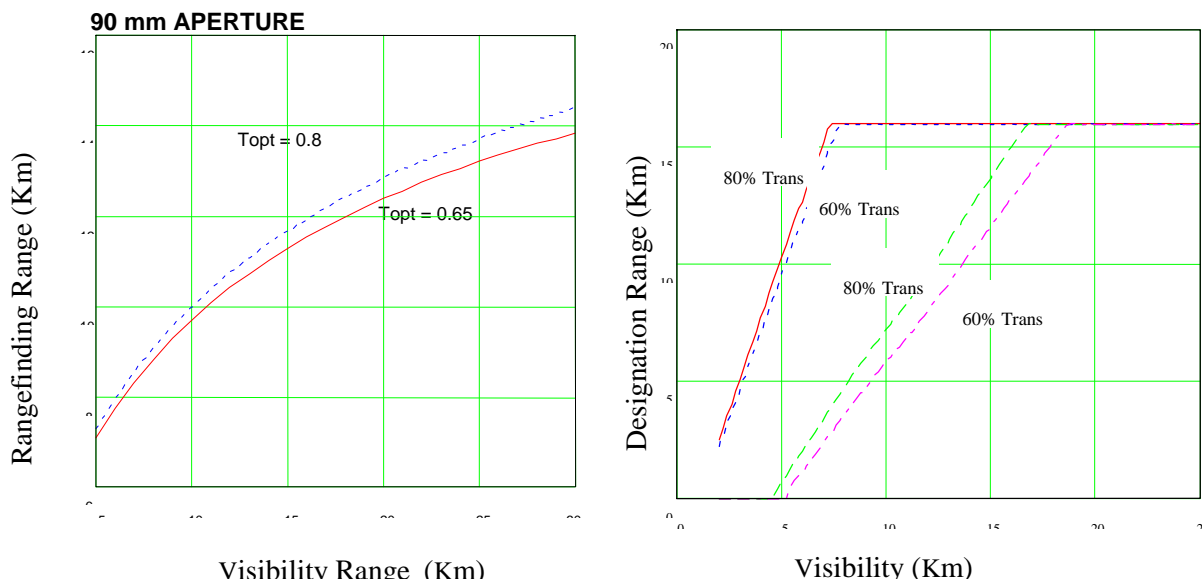 90 mm APERTURE
Topt = 0.8
Topt = 0.65
Rangefinding Range (Km)
Visibility Range (Km)
20
15
10
5
0
80% Trans
60% Trans
80% Trans
60% Trans
Designation Range (Km)
0
5
10
15
20
Visibility (Km)